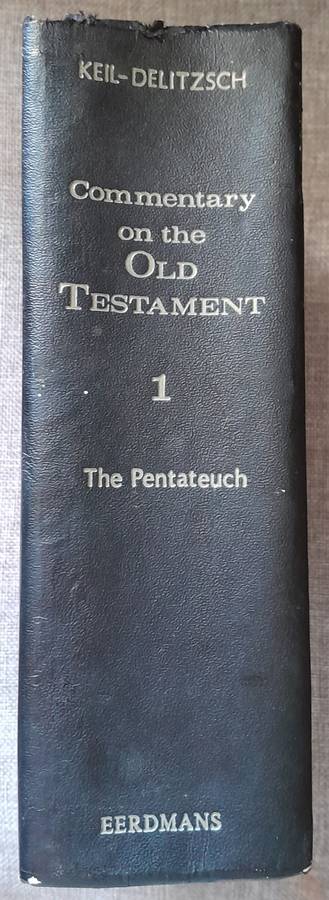 KEIL-DELITZSCH
Commentary
on the
OLD
TESTAMENT
1
The Pentateuch
EERDMANS